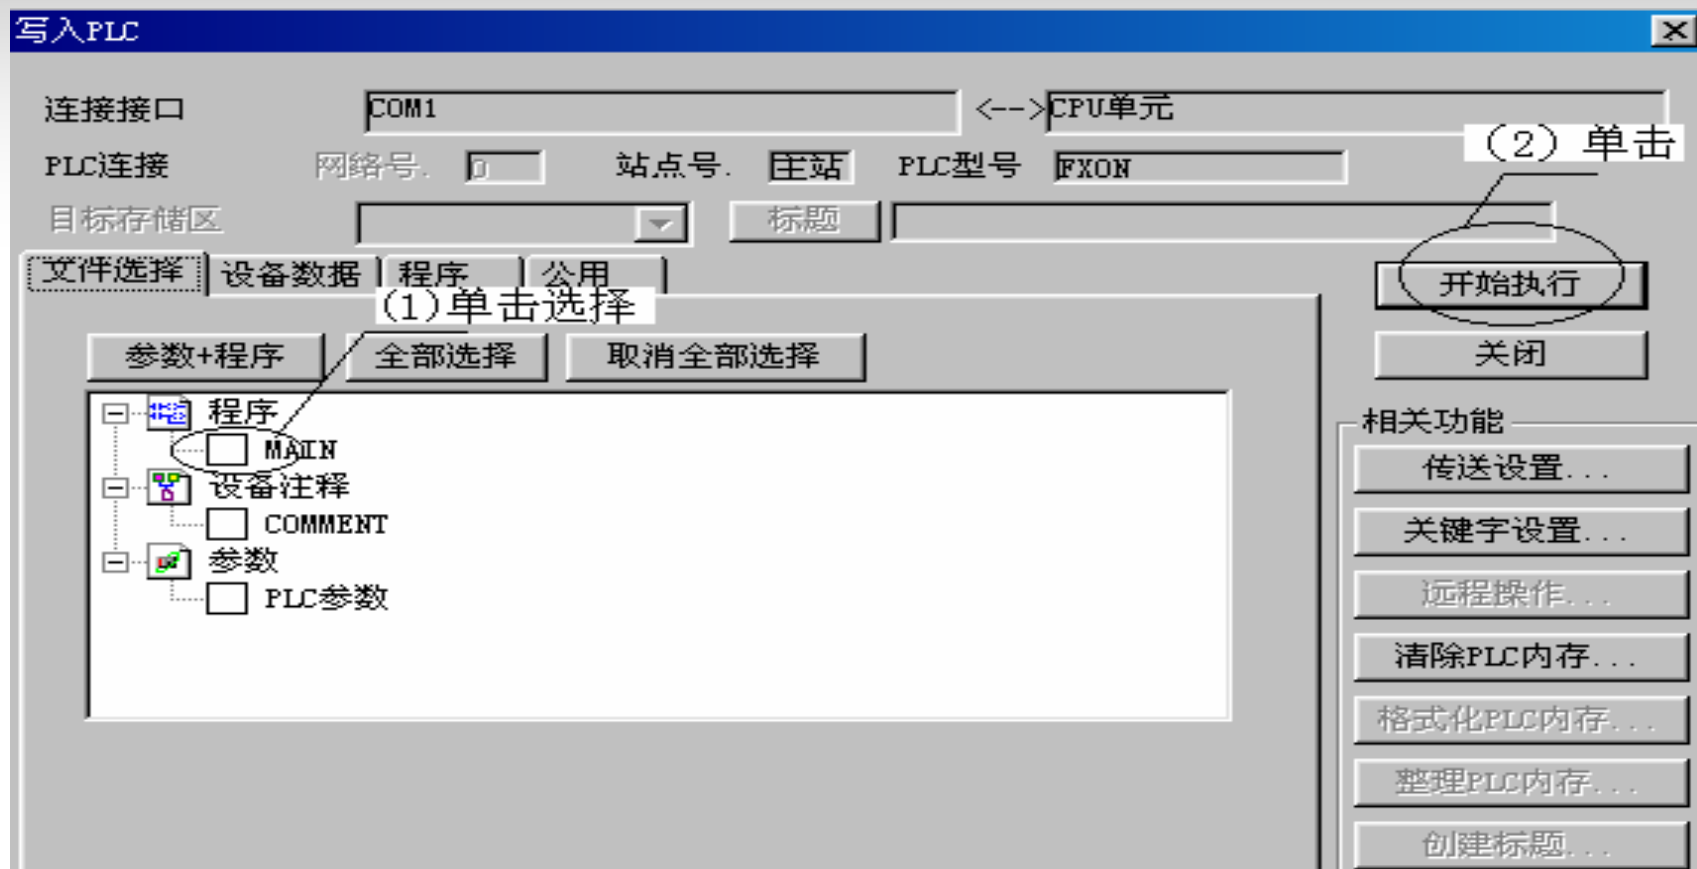 写入PLC
连接接口 COM1 <-->CPU单元
(2) 单击
PLC连接 网络号. 0 站点号. 主站 PLC型号 FXON
目标存储区 标题
文件选择 设备数据 程序 公用
开始执行
(1)单击选择
参数+程序 全部选择 取消全部选择
关闭
程序
MAIN
设备注释
COMMENT
参数
PLC参数
相关功能
传送设置...
关键字设置...
远程操作...
清除PLC内存...
格式化PLC内存...
整理PLC内存...
创建标题...